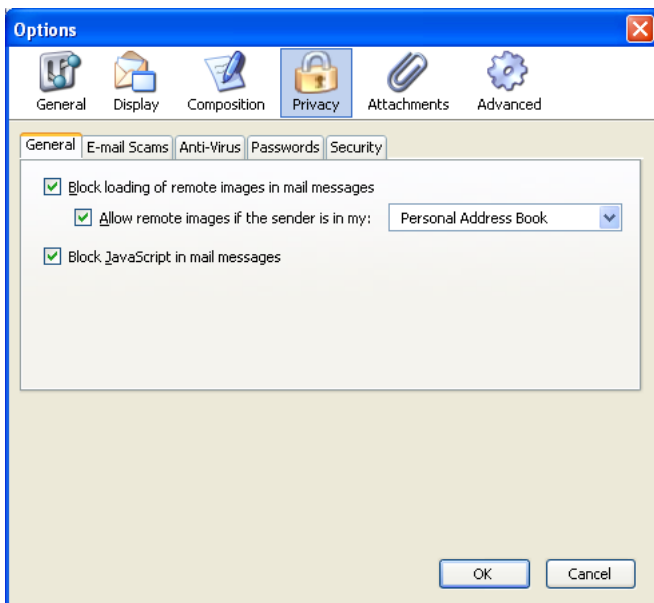 Options
General Display Composition Privacy Attachments Advanced
General E-mail Scams Anti-Virus Passwords Security
Block loading of remote images in mail messages
Allow remote images if the sender is in my: Personal Address Book
Block JavaScript in mail messages
OK Cancel